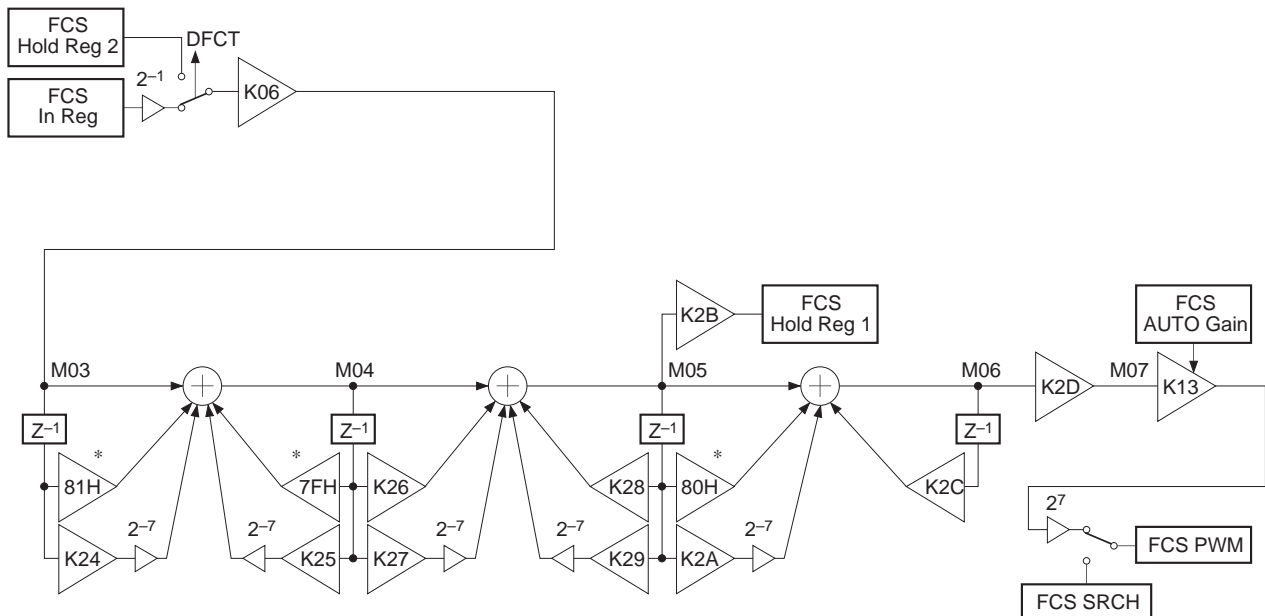 FCS
Hold Reg 2
DFCT
2–1
K06
FCS
In Reg
K2B
FCS
Hold Reg 1
FCS
AUTO Gain
M03
M04
M05
M06
K2D
M07
K13
Z–1
Z–1
Z–1
Z–1
*
*
*
81H
7FH
K26
K28
80H
K2C
2–7
2–7
2–7
2–7
2–7
K24
K25
K27
K29
K2A
27
FCS PWM
FCS SRCH